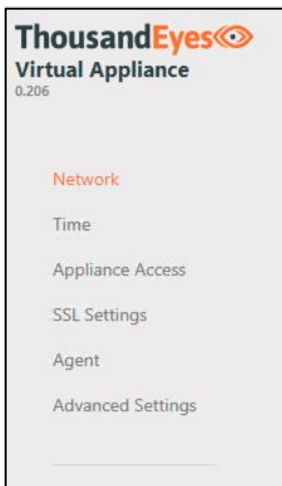 ThousandEyes
Virtual Appliance
0.206
Network
Time
Appliance Access
SSL Settings
Agent
Advanced Settings